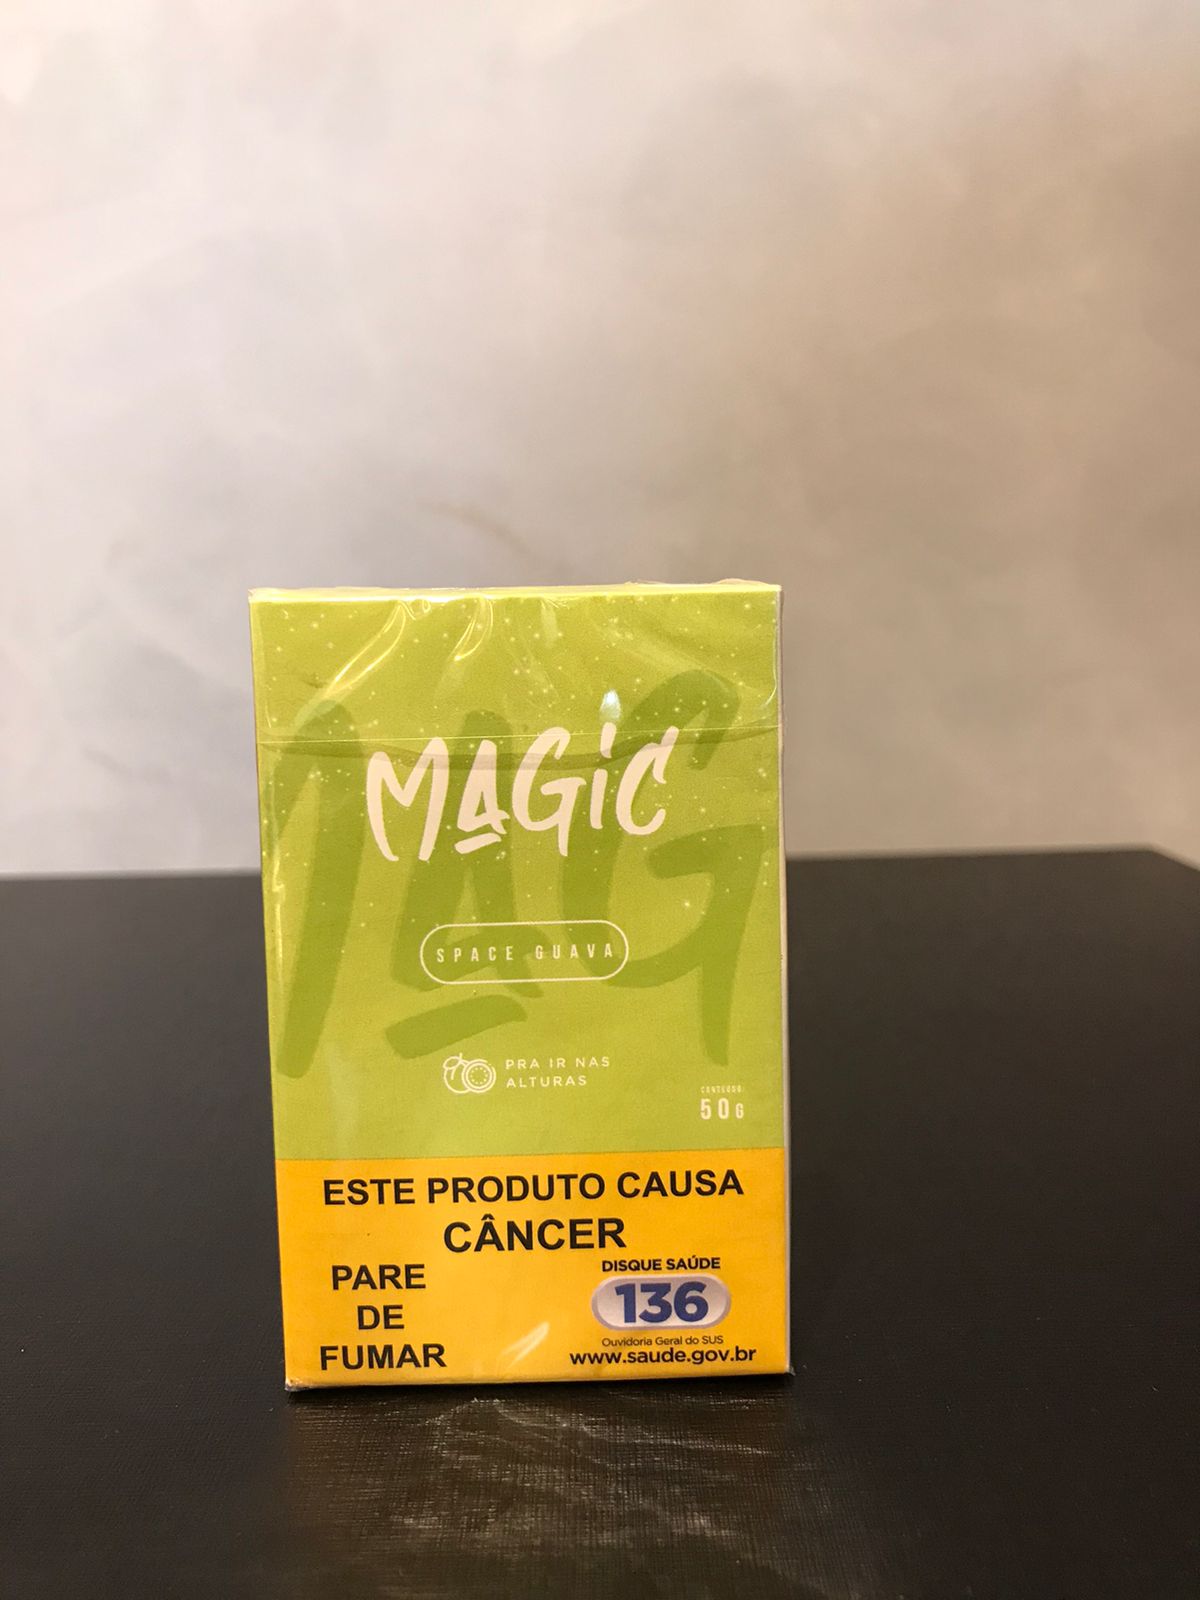 MAGiC
SPACE GUAVA
PRA IR NAS
ALTURAS
CONTEÚDO:
50G
ESTE PRODUTO CAUSA
CÂNCER
PARE
DE
FUMAR
DISQUE SAÚDE
136
Ouvidoria Geral do SUS
www.saude.gov.br